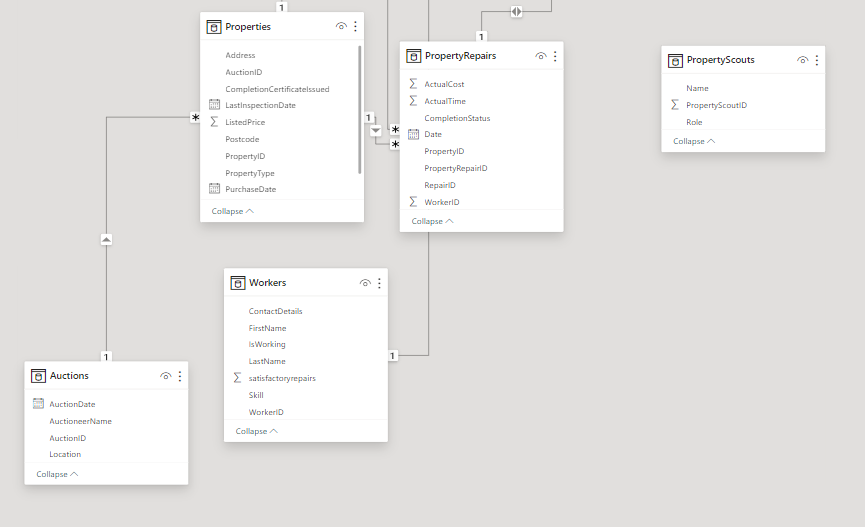 1
Properties
Address
AuctionID
CompletionCertificateIssued
LastInspectionDate
ListedPrice
Postcode
PropertyID
PropertyType
PurchaseDate
Collapse
*
1
*
*
1
PropertyRepairs
ActualCost
ActualTime
CompletionStatus
Date
PropertyID
PropertyRepairID
RepairID
WorkerID
Collapse
PropertyScouts
Name
PropertyScoutID
Role
Collapse
Workers
ContactDetails
FirstName
IsWorking
LastName
satisfactoryrepairs
Skill
WorkerID
Collapse
1
1
Auctions
AuctionDate
AuctioneerName
AuctionID
Location
Collapse